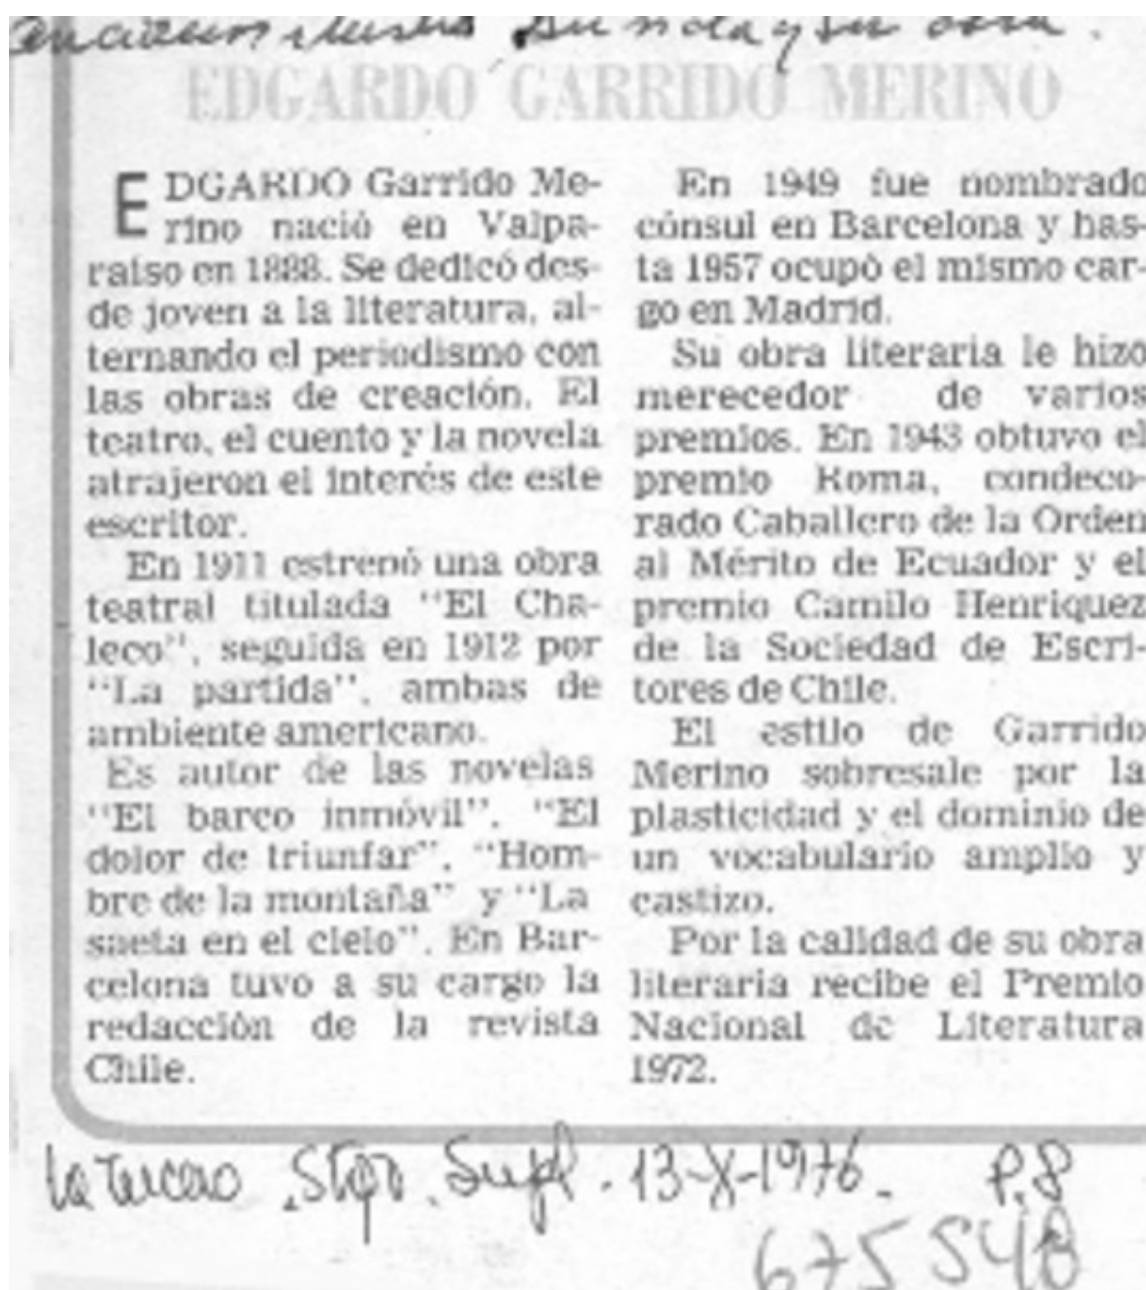 su vida y su obra.
EDGARDO GARRIDO MERINO
EDGARDO Garrido Me-
rino nació en Valpa-
raíso en 1888. Se dedicó des-
de joven a la literatura, al-
ternando el periodismo con
las obras de creación. El
teatro, el cuento y la novela
atrajeron el interés de este
escritor.
En 1911 estrenó una obra
teatral titulada "El Cha-
leco", seguida en 1912 por
"La partida", ambas de
ambiente americano.
Es autor de las novelas
"El barco inmóvil", "El
dolor de triunfar", "Hom-
bre de la montaña" y "La
saeta en el cielo". En Bar-
celona tuvo a su cargo la
redacción de la revista
Chile.
En 1949 fue nombrado
cónsul en Barcelona y has-
ta 1957 ocupó el mismo car-
go en Madrid.
Su obra literaria le hizo
merecedor de varios
premios. En 1943 obtuvo el
premio Roma, condeco-
rado Caballero de la Orden
al Mérito de Ecuador y el
premio Camilo Henríquez
de la Sociedad de Escri-
tores de Chile.
El estilo de Garrido
Merino sobresale por la
plasticidad y el dominio de
un vocabulario amplio y
castizo.
Por la calidad de su obra
literaria recibe el Premio
Nacional de Literatura
1972.
La Tercera, Stgo. Supl. 13-X-1976. P.8
675548